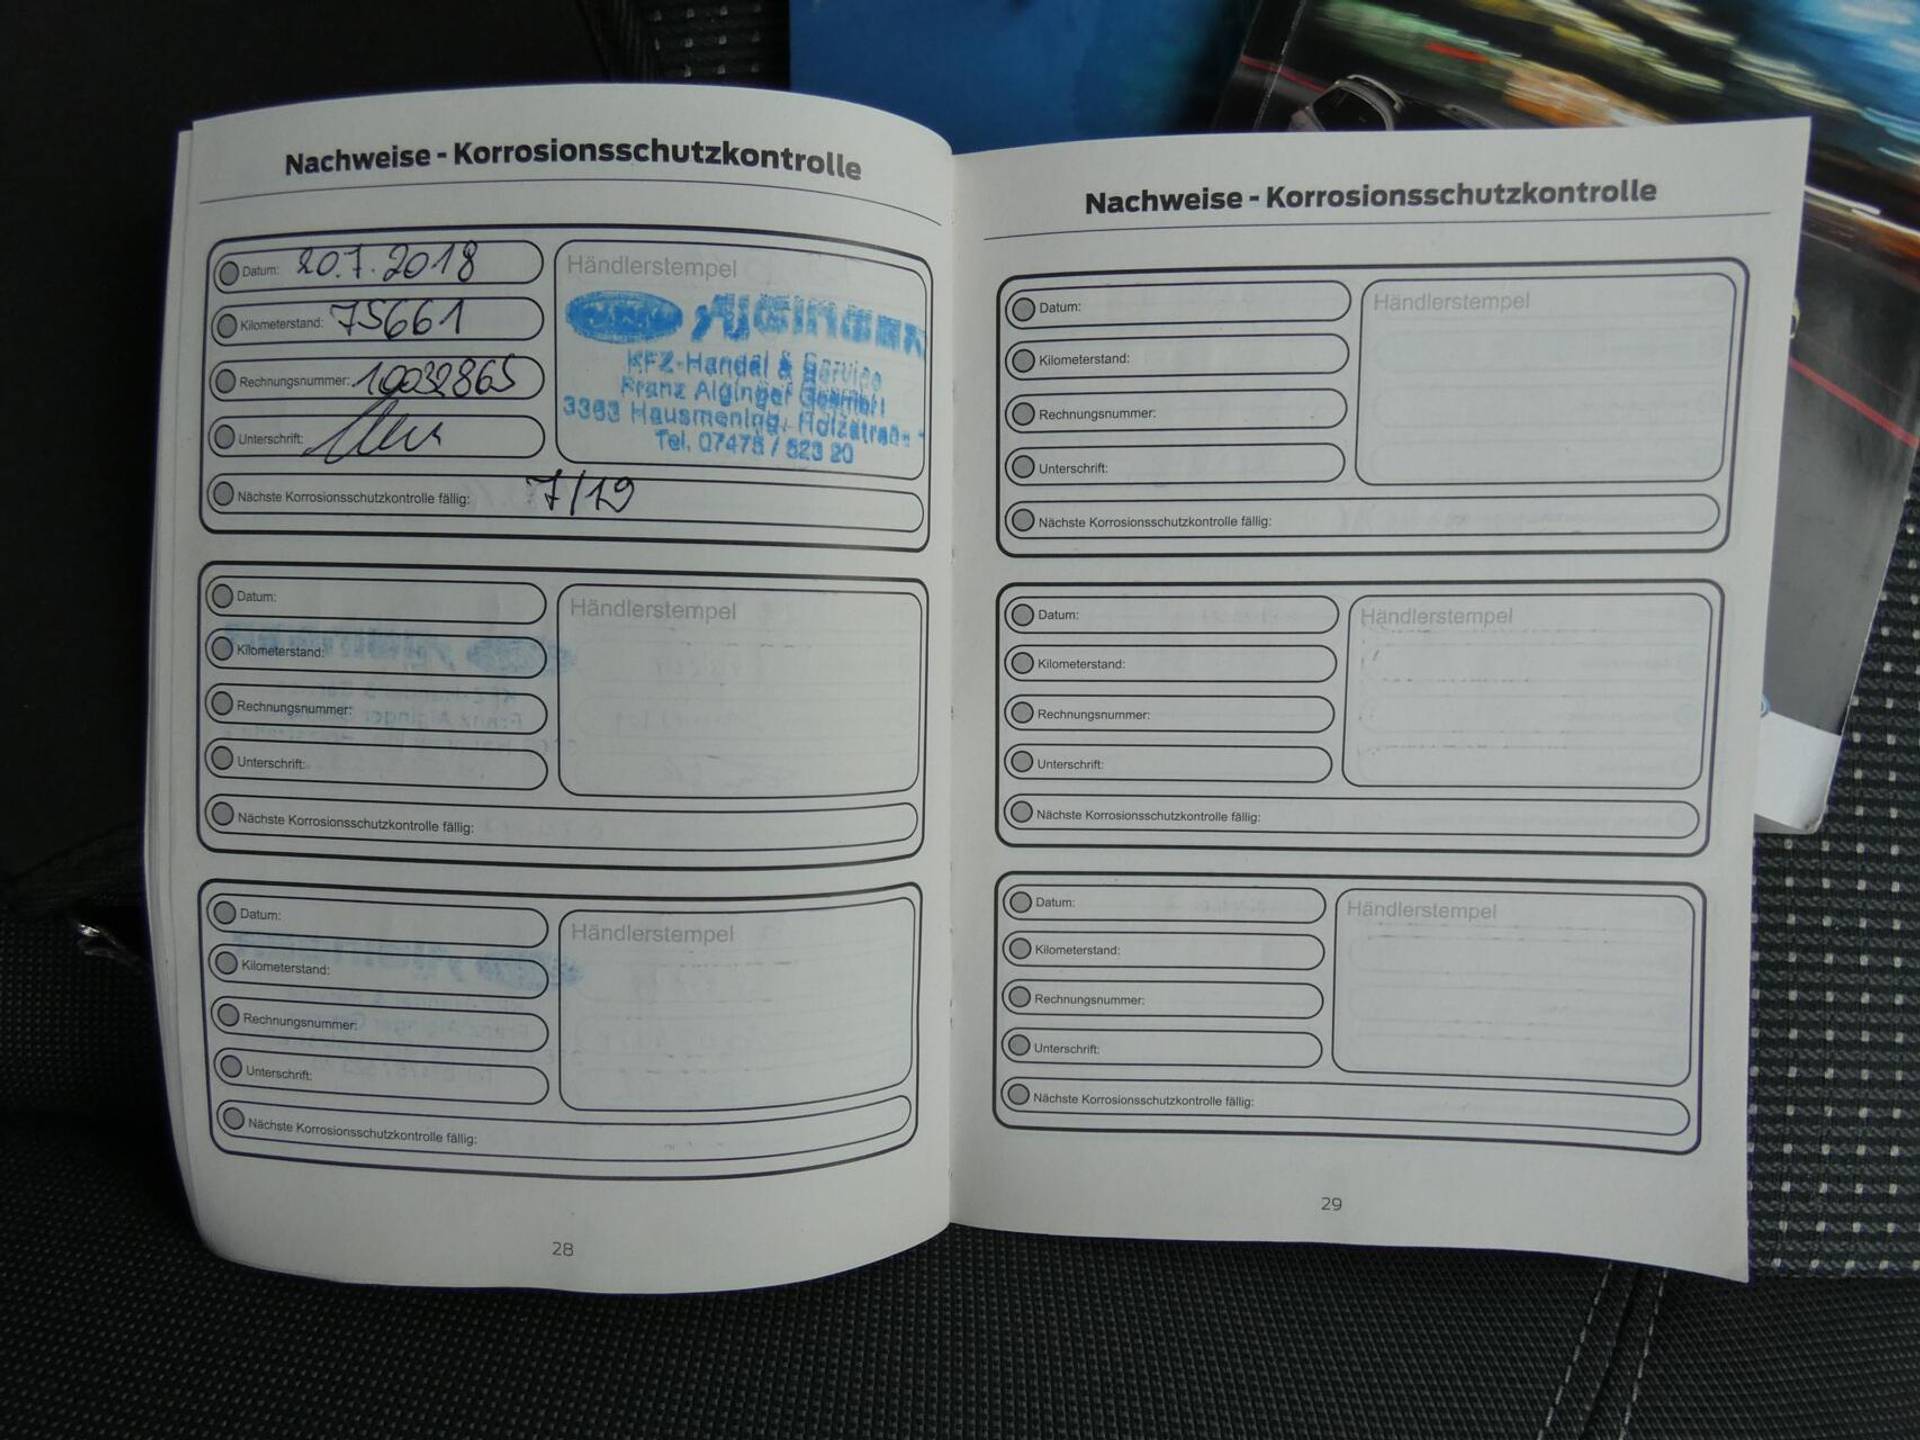 Nachweise - Korrosionsschutzkontrolle
Datum: 20.7.2018
Kilometerstand: 75661
Rechnungsnummer: 10032865
Unterschrift:
Nächste Korrosionsschutzkontrolle fällig: 7/19
Händlerstempel
Ford Alginger
KFZ-Handel & Service
Franz Alginger GesmbH
3363 Hausmening,
Tel. 07475 / 523 20
Datum:
Kilometerstand:
Rechnungsnummer:
Unterschrift:
Nächste Korrosionsschutzkontrolle fällig:
Händlerstempel
Datum:
Kilometerstand:
Rechnungsnummer:
Unterschrift:
Nächste Korrosionsschutzkontrolle fällig:
Händlerstempel
28
Nachweise - Korrosionsschutzkontrolle
Datum:
Kilometerstand:
Rechnungsnummer:
Unterschrift:
Nächste Korrosionsschutzkontrolle fällig:
Händlerstempel
Datum:
Kilometerstand:
Rechnungsnummer:
Unterschrift:
Nächste Korrosionsschutzkontrolle fällig:
Händlerstempel
Datum:
Kilometerstand:
Rechnungsnummer:
Unterschrift:
Nächste Korrosionsschutzkontrolle fällig:
Händlerstempel
29